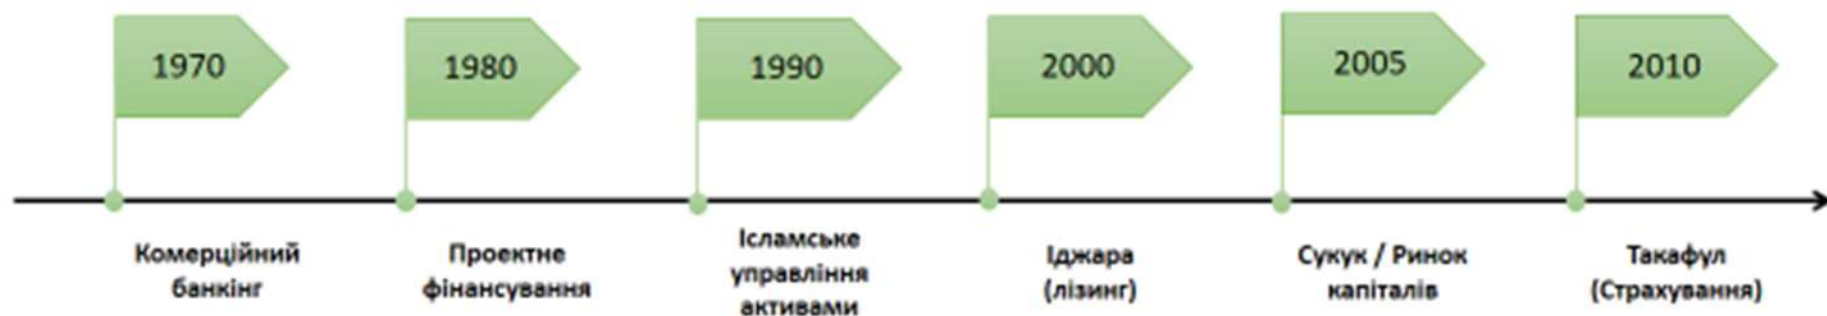 1970
1980
1990
2000
2005
2010
Комерційний
банкінг
Проектне
фінансування
Ісламське
управління
активами
Іджара
(лізинг)
Сукук / Ринок
капіталів
Такафул
(Страхування)